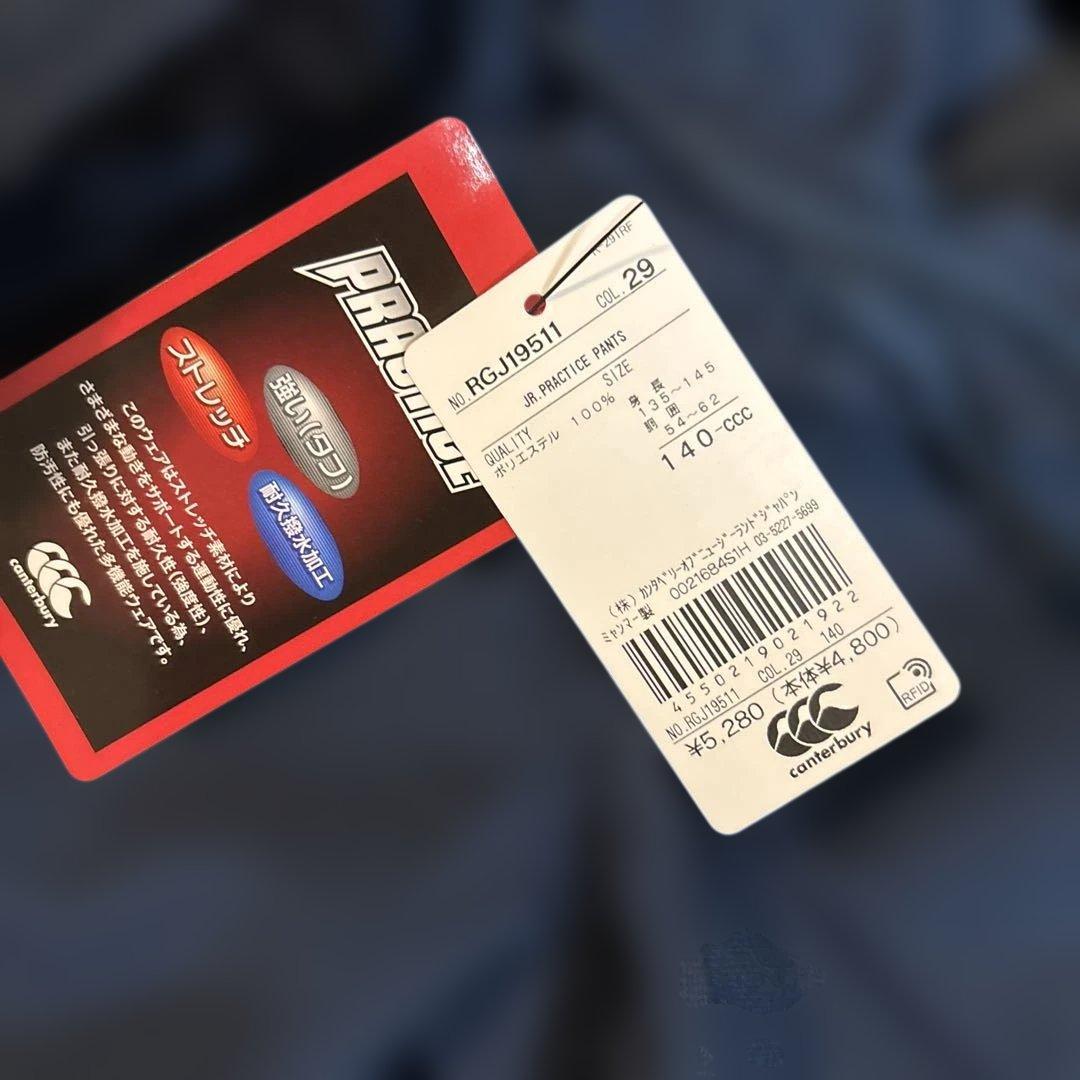 PRACTICE
ストレッチ
強い(タフ)
耐久撥水加工
このウェアはストレッチ素材により
さまざまな動きをサポートする運動性に優れ、
引っ張りに対する耐久性(強度性)、
また耐久撥水加工を施している為、
防汚性にも優れた多機能ウェアです。
canterbury
NO. RGJ19511 COL. 29
JR.PRACTICE PANTS
QUALITY SIZE
ポリエステル 100% 身 長
135~145
胴 囲
54~62
140-CCC
(株)カンタベリーオブニュージーランドジャパン
ミャンマー製 0021684S1H 03-5227-5699
4550219021922
NO.RGJ19511 COL.29 140
¥5,280 (本体¥4,800)
canterbury
RFID